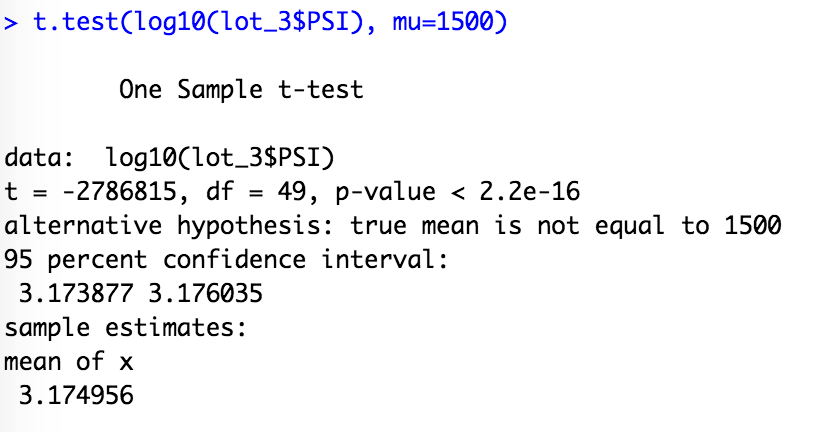 > t.test(log10(lot_3$PSI), mu=1500)
One Sample t-test
data:  log10(lot_3$PSI)
t = -2786815, df = 49, p-value < 2.2e-16
alternative hypothesis: true mean is not equal to 1500
95 percent confidence interval:
3.173877 3.176035
sample estimates:
mean of x
3.174956